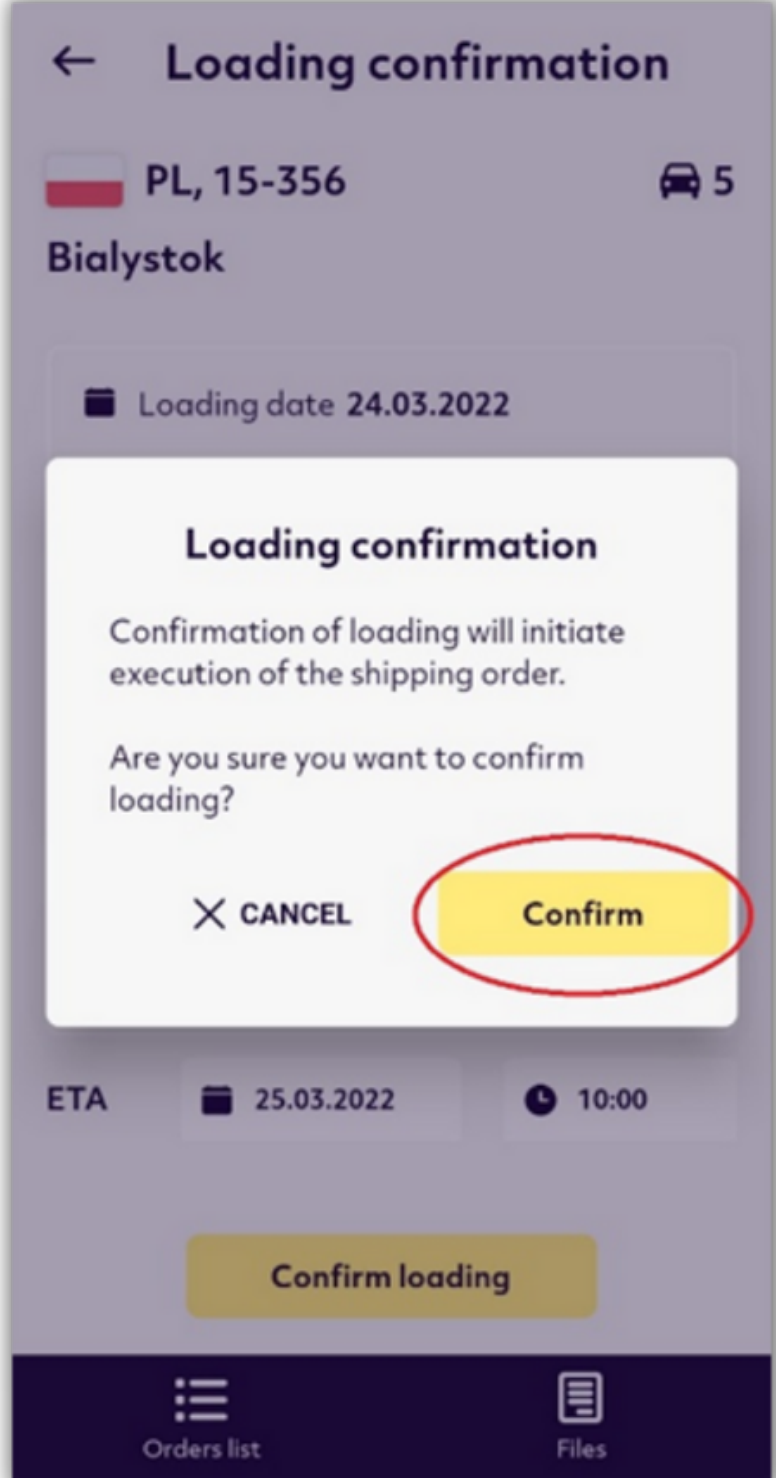 Loading confirmation
PL, 15-356
5
Bialystok
Loading date 24.03.2022
Loading confirmation
Confirmation of loading will initiate
execution of the shipping order.
Are you sure you want to confirm
loading?
CANCEL
Confirm
ETA
25.03.2022
10:00
Confirm loading
Orders list
Files